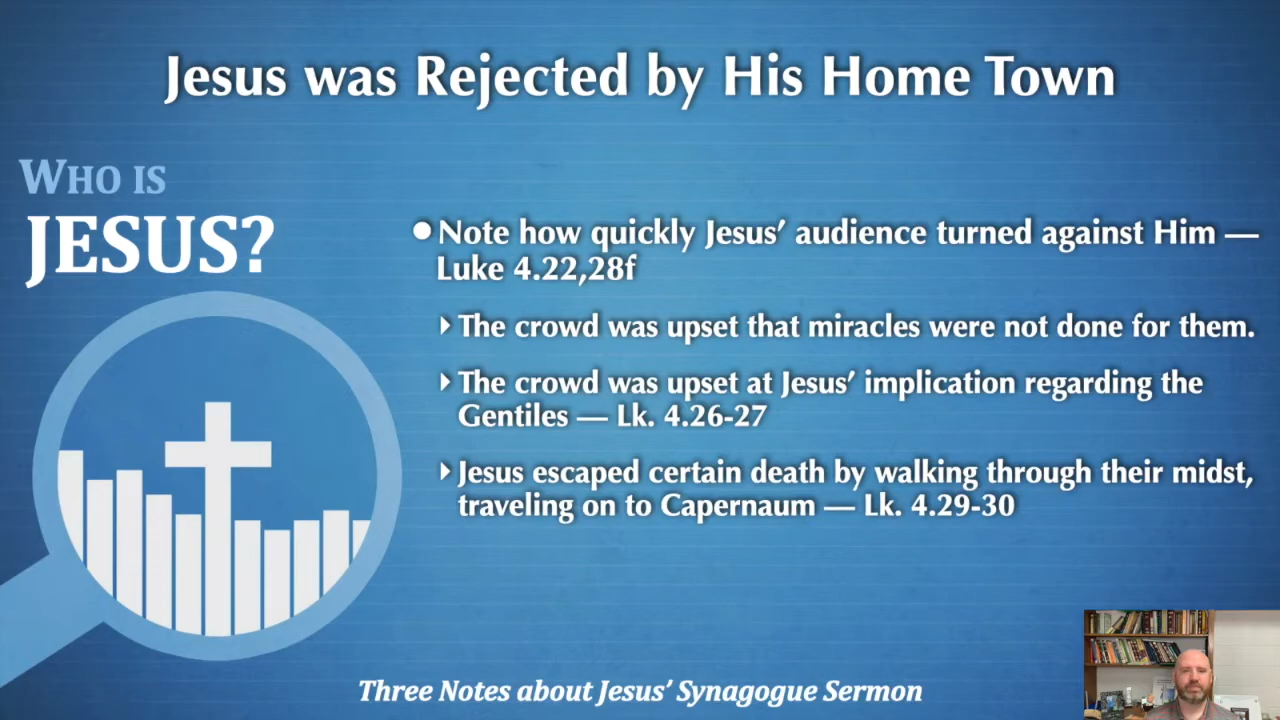 Jesus was Rejected by His Home Town
WHO IS
JESUS?
●Note how quickly Jesus’ audience turned against Him —
Luke 4.22,28f
‣The crowd was upset that miracles were not done for them.
‣The crowd was upset at Jesus’ implication regarding the
Gentiles — Lk. 4.26-27
‣Jesus escaped certain death by walking through their midst,
traveling on to Capernaum — Lk. 4.29-30
Three Notes about Jesus’ Synagogue Sermon